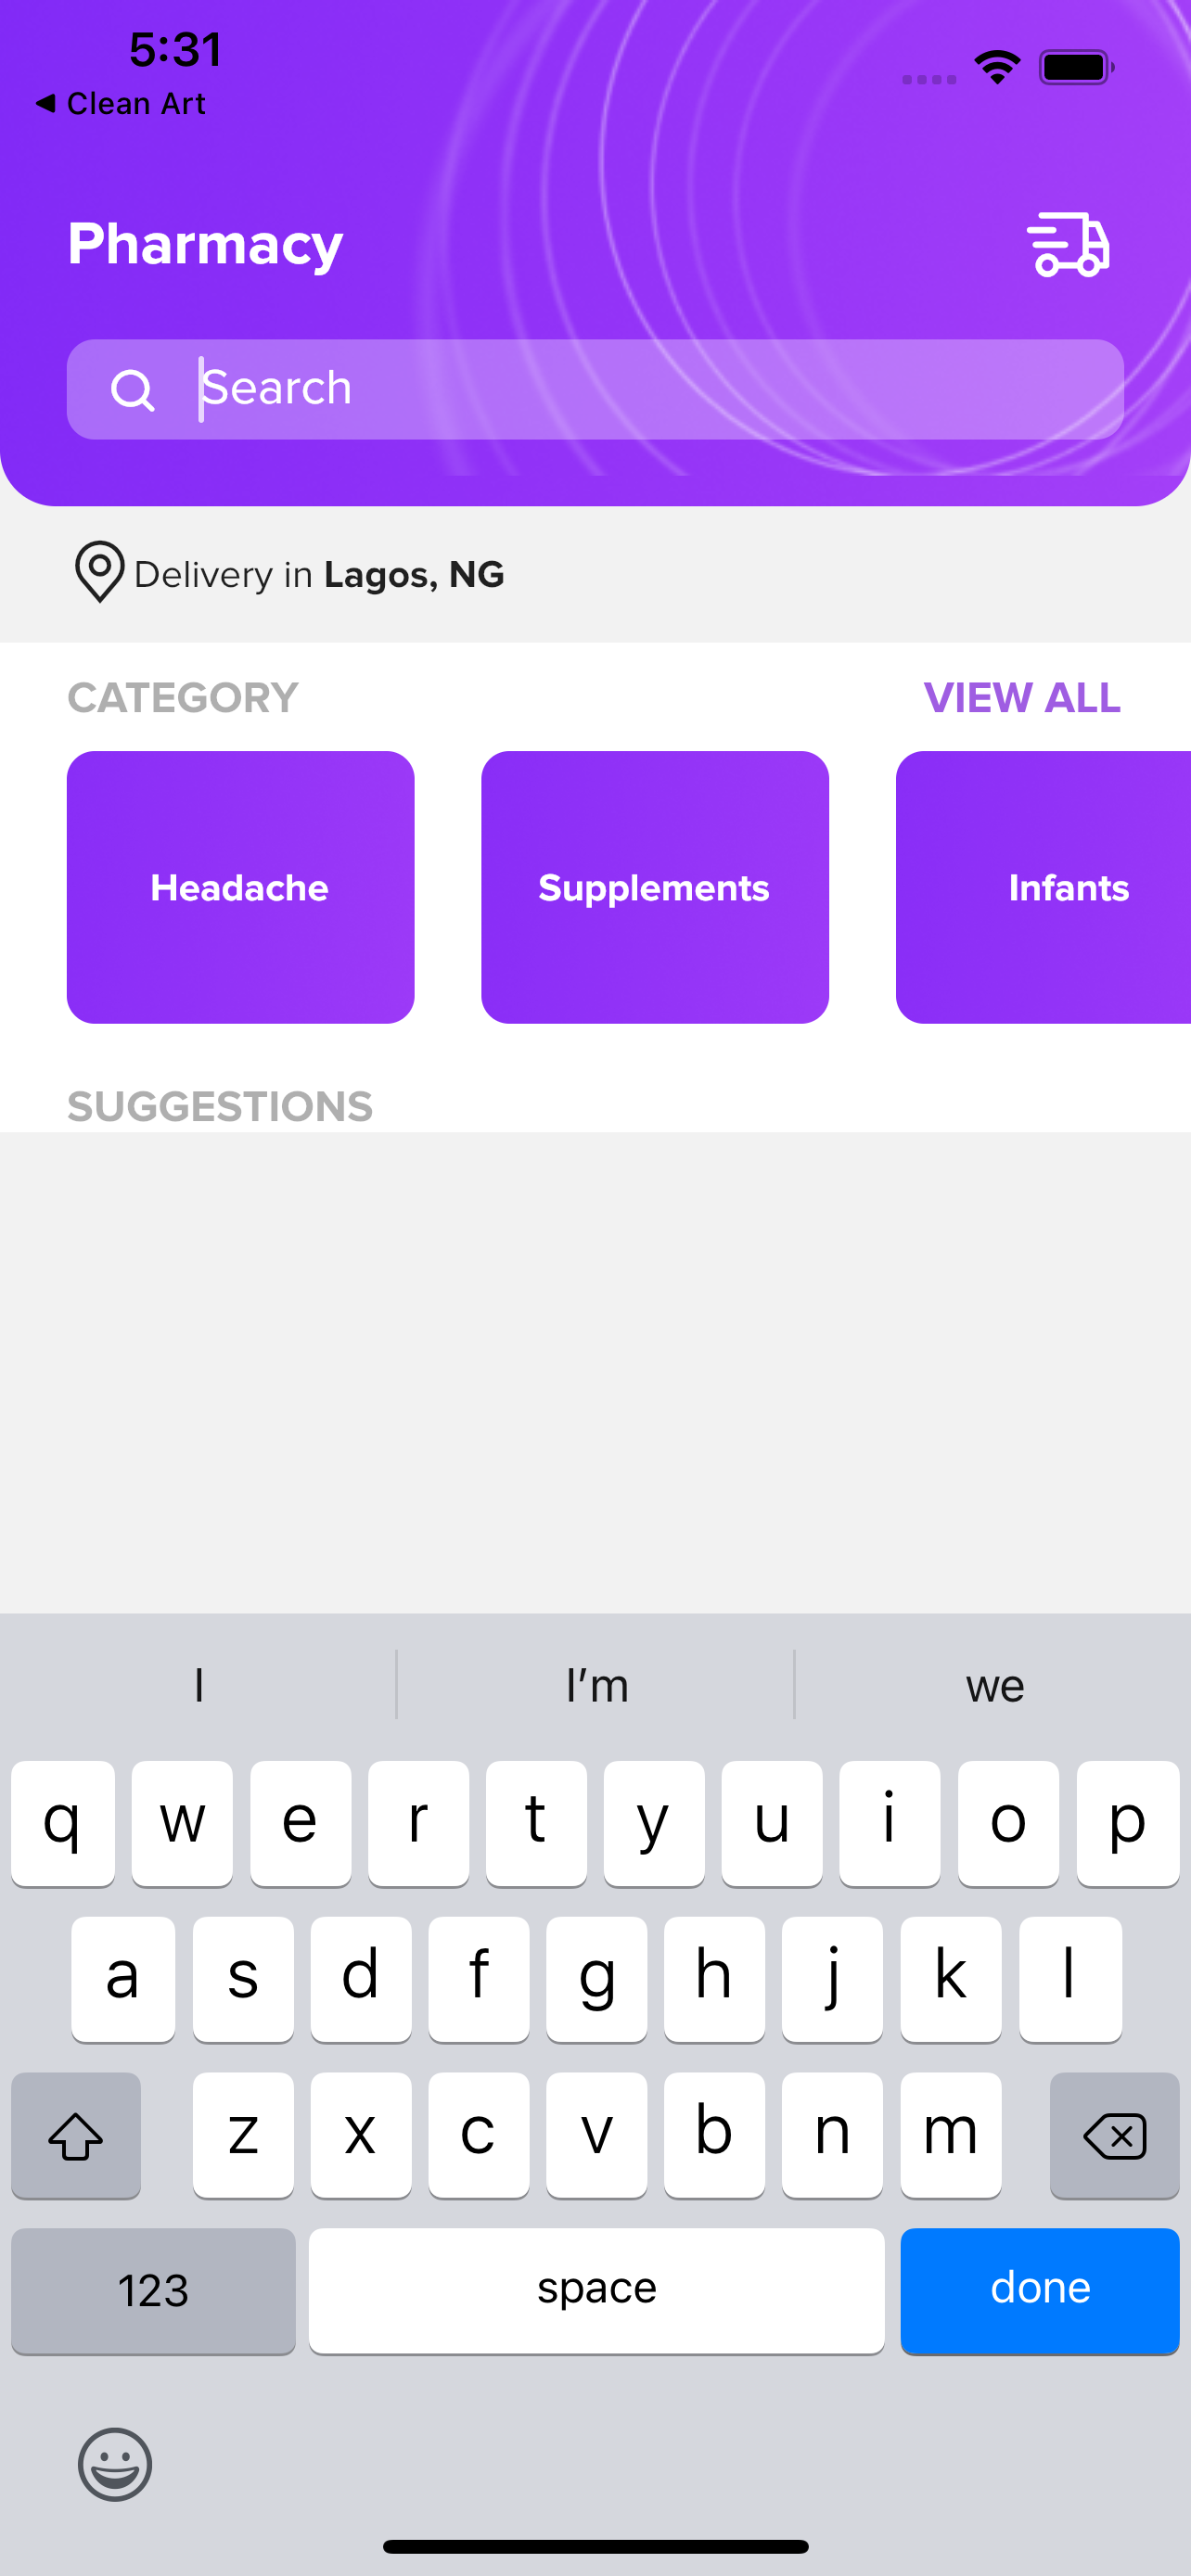 5:31
◀ Clean Art
Pharmacy
Search
Delivery in Lagos, NG
CATEGORY VIEW ALL
Headache Supplements Infants
SUGGESTIONS
I I'm we
q w e r t y u i o p
a s d f g h j k l
z x c v b n m
123 space done